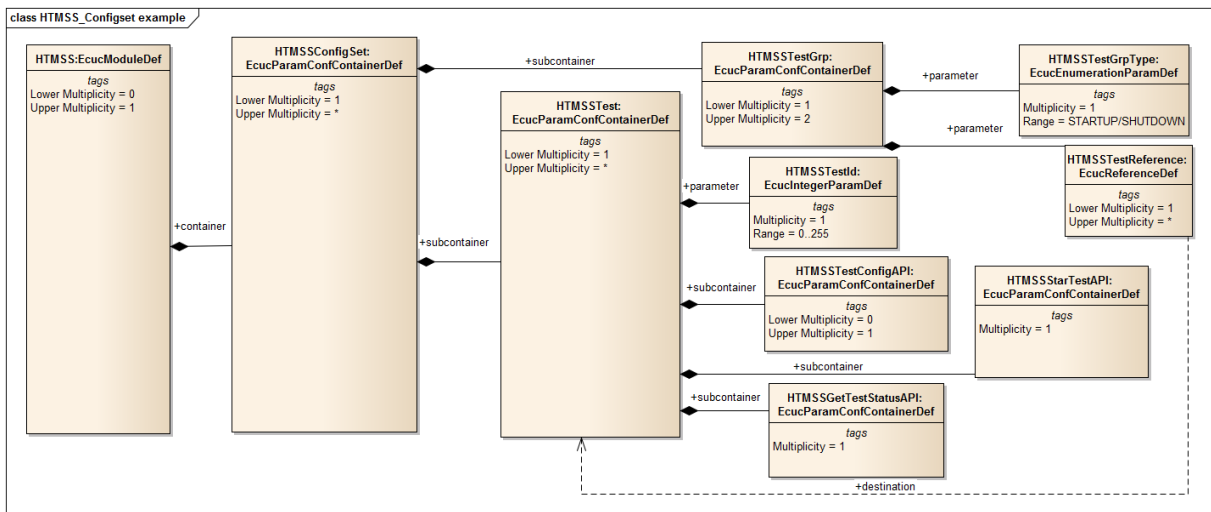 class HTMSS_Configset example
HTMSS:EcucModuleDef
tags
Lower Multiplicity = 0
Upper Multiplicity = 1
+container
HTMSSConfigSet:
EcucParamConfContainerDef
tags
Lower Multiplicity = 1
Upper Multiplicity = *
+subcontainer
+subcontainer
HTMSSTest:
EcucParamConfContainerDef
tags
Lower Multiplicity = 1
Upper Multiplicity = *
HTMSSTestGrp:
EcucParamConfContainerDef
tags
Lower Multiplicity = 1
Upper Multiplicity = 2
+parameter
HTMSSTestGrpType:
EcucEnumerationParamDef
tags
Multiplicity = 1
Range = STARTUP/SHUTDOWN
+parameter
HTMSSTestReference:
EcucReferenceDef
tags
Lower Multiplicity = 1
Upper Multiplicity = *
+parameter
HTMSSTestId:
EcucIntegerParamDef
tags
Multiplicity = 1
Range = 0..255
+subcontainer
HTMSSTestConfigAPI:
EcucParamConfContainerDef
tags
Lower Multiplicity = 0
Upper Multiplicity = 1
+subcontainer
HTMSSStarTestAPI:
EcucParamConfContainerDef
tags
Multiplicity = 1
+subcontainer
HTMSSGetTestStatusAPI:
EcucParamConfContainerDef
tags
Multiplicity = 1
+destination